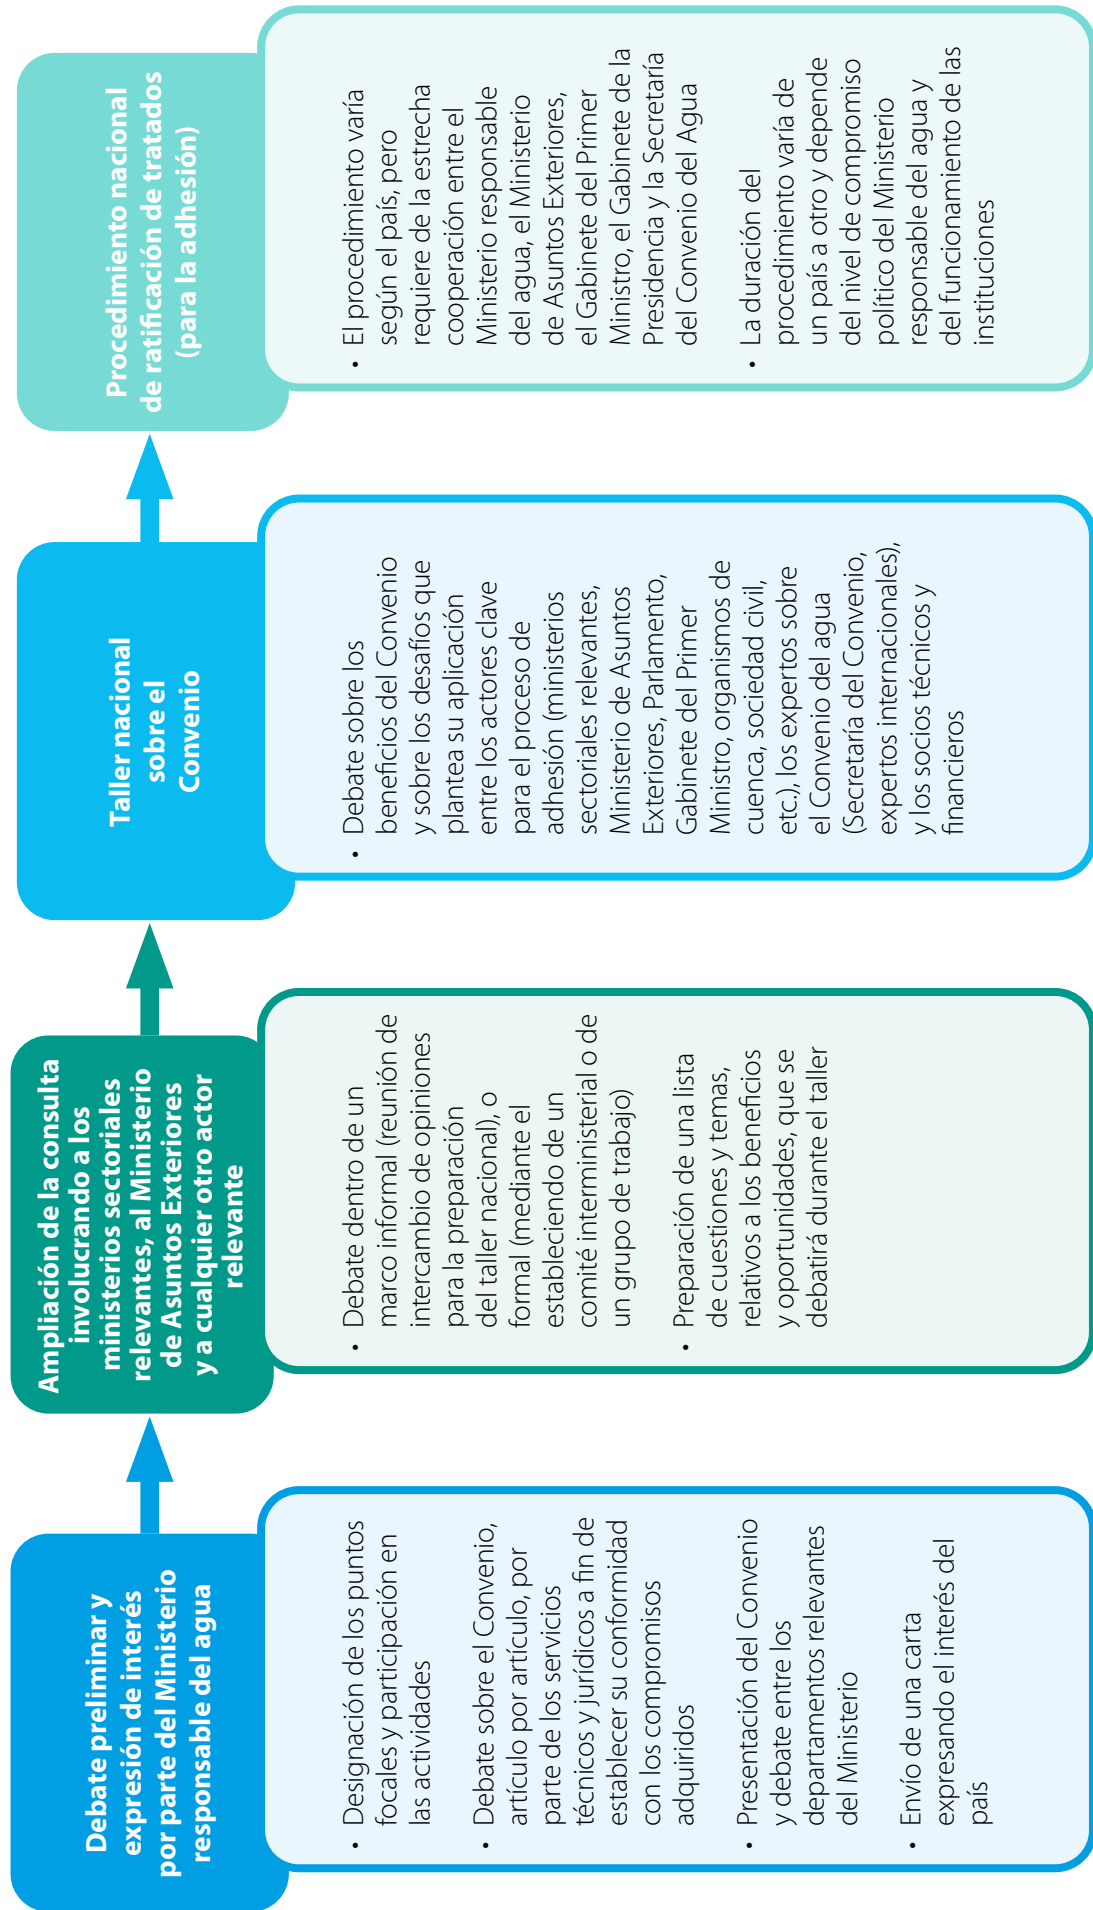 Debate preliminar y
expresión de interés
por parte del Ministerio
responsable del agua
• Designación de los puntos
focales y participación en
las actividades
• Debate sobre el Convenio,
artículo por artículo, por
parte de los servicios
técnicos y jurídicos a fin de
establecer su conformidad
con los compromisos
adquiridos
• Presentación del Convenio
y debate entre los
departamentos relevantes
del Ministerio
• Envío de una carta
expresando el interés del
país
Ampliación de la consulta
involucrando a los
ministerios sectoriales
relevantes, al Ministerio
de Asuntos Exteriores
y a cualquier otro actor
relevante
• Debate dentro de un
marco informal (reunión de
intercambio de opiniones
para la preparación
del taller nacional), o
formal (mediante el
estableciendo de un
comité interministerial o de
un grupo de trabajo)
• Preparación de una lista
de cuestiones y temas,
relativos a los beneficios
y oportunidades, que se
debatirá durante el taller
Taller nacional
sobre el
Convenio
• Debate sobre los
beneficios del Convenio
y sobre los desafíos que
plantea su aplicación
entre los actores clave
para el proceso de
adhesión (ministerios
sectoriales relevantes,
Ministerio de Asuntos
Exteriores, Parlamento,
Gabinete del Primer
Ministro, organismos de
cuenca, sociedad civil,
etc.), los expertos sobre
el Convenio del agua
(Secretaría del Convenio,
expertos internacionales),
y los socios técnicos y
financieros
Procedimiento nacional
de ratificación de tratados
(para la adhesión)
• El procedimiento varía
según el país, pero
requiere de la estrecha
cooperación entre el
Ministerio responsable
del agua, el Ministerio
de Asuntos Exteriores,
el Gabinete del Primer
Ministro, el Gabinete de la
Presidencia y la Secretaría
del Convenio del Agua
• La duración del
procedimiento varía de
un país a otro y depende
del nivel de compromiso
político del Ministerio
responsable del agua y
del funcionamiento de las
instituciones